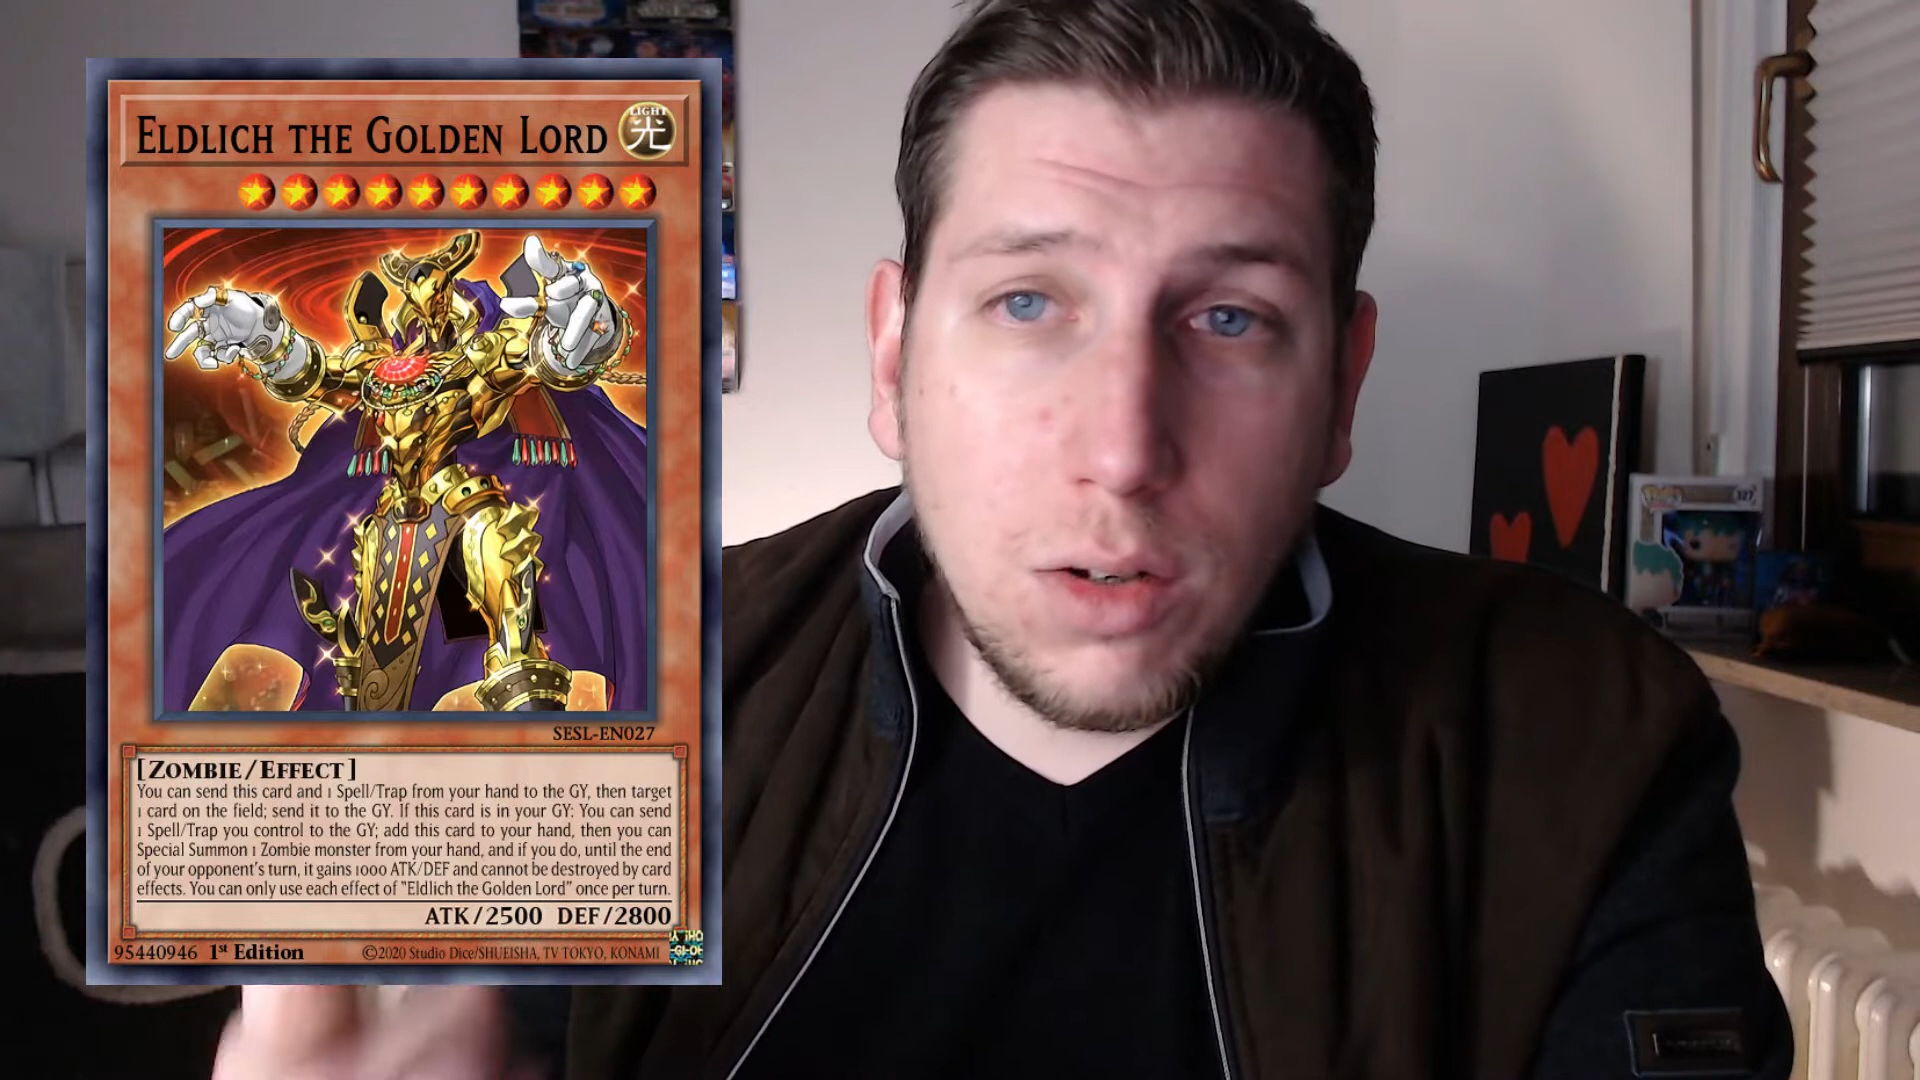 ELDLICH THE GOLDEN LORD
LIGHT
光
SESL-EN027
[ZOMBIE/EFFECT]
You can send this card and 1 Spell/Trap from your hand to the GY, then target
1 card on the field; send it to the GY. If this card is in your GY: You can send
1 Spell/Trap you control to the GY; add this card to your hand, then you can
Special Summon 1 Zombie monster from your hand, and if you do, until the end
of your opponent's turn, it gains 1000 ATK/DEF and cannot be destroyed by card
effects. You can only use each effect of "Eldlich the Golden Lord" once per turn.
ATK/2500 DEF/2800
95440946 1st Edition ©2020 Studio Dice/SHUEISHA, TV TOKYO, KONAMI